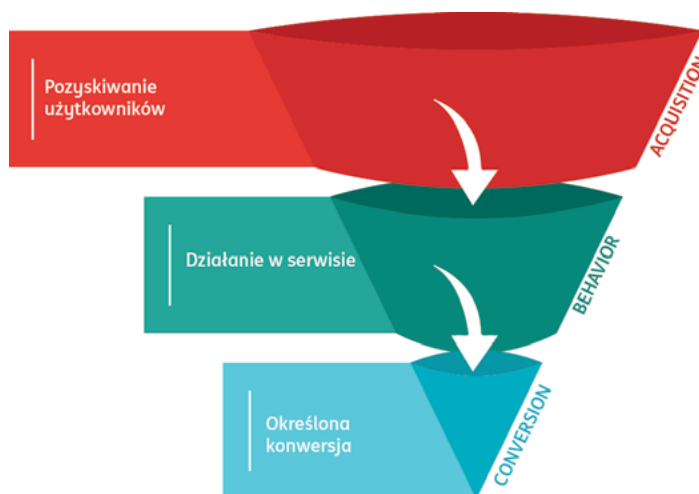 Pozyskiwanie
użytkowników
ACQUISITION
Działanie w serwisie
BEHAVIOR
Określona
konwersja
CONVERSION